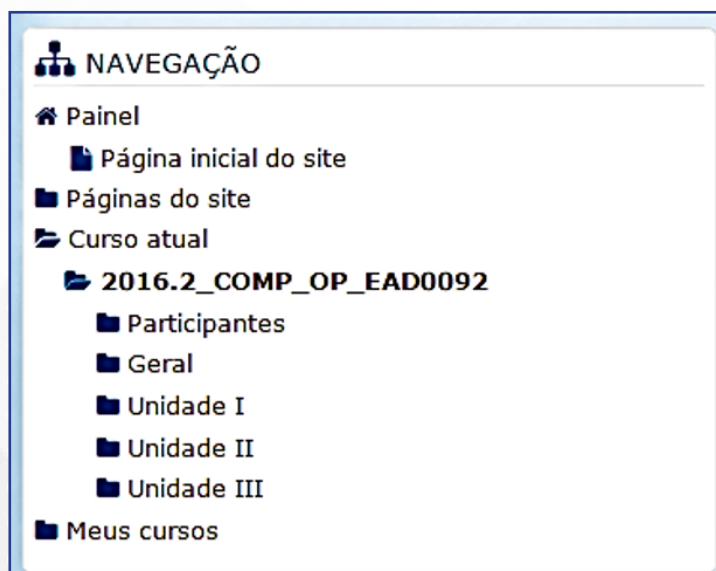 NAVEGAÇÃO
Painel
Página inicial do site
Páginas do site
Curso atual
2016.2_COMP_OP_EAD0092
Participantes
Geral
Unidade I
Unidade II
Unidade III
Meus cursos